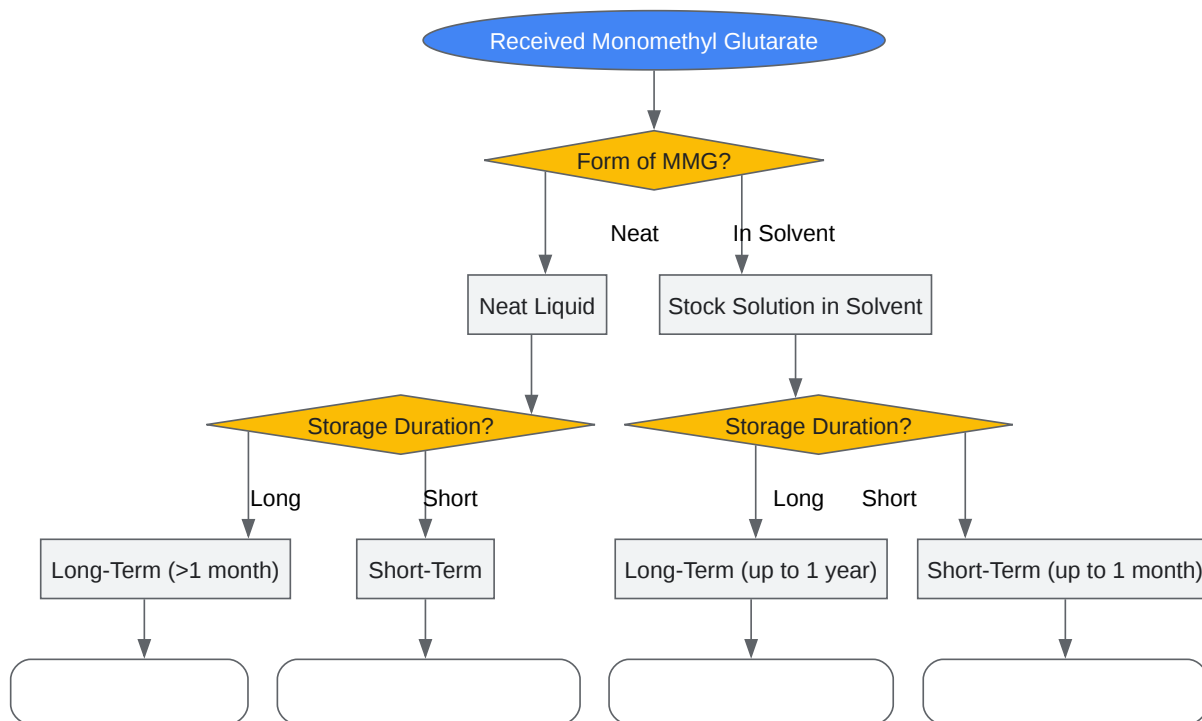 Received Monomethyl Glutarate
Form of MMG?
Neat
In Solvent
Neat Liquid
Stock Solution in Solvent
Storage Duration?
Storage Duration?
Long
Short
Long
Short
Long-Term (>1 month)
Short-Term
Long-Term (up to 1 year)
Short-Term (up to 1 month)